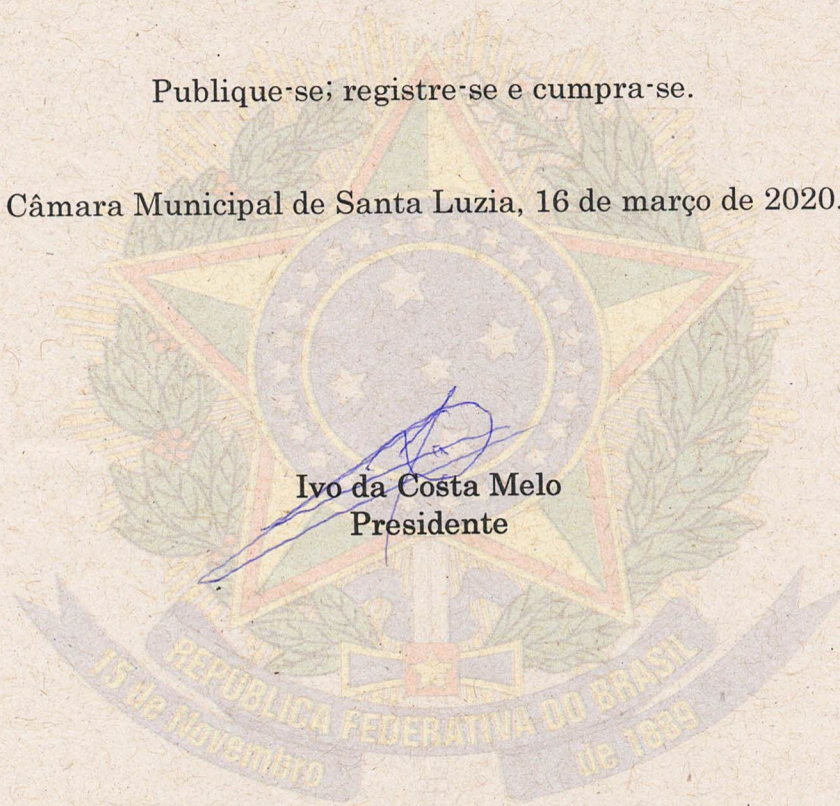 Publique-se; registre-se e cumpra-se.
Câmara Municipal de Santa Luzia, 16 de março de 2020.
Ivo da Costa Melo
Presidente
REPÚBLICA FEDERATIVA DO BRASIL
15 de Novembro
de 1889